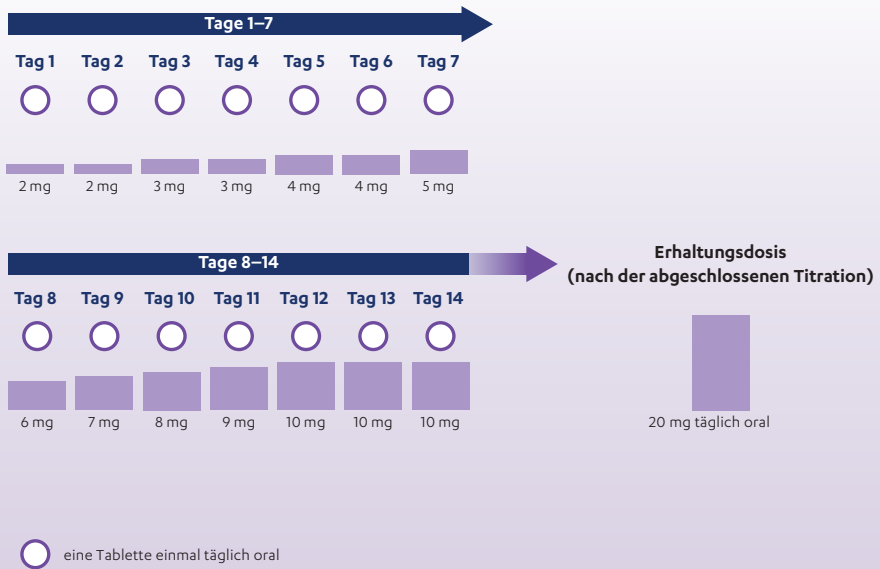 Tage 1–7
Tag 1 Tag 2 Tag 3 Tag 4 Tag 5 Tag 6 Tag 7
2 mg 2 mg 3 mg 3 mg 4 mg 4 mg 5 mg
Tage 8–14
Erhaltungsdosis
(nach der abgeschlossenen Titration)
Tag 8 Tag 9 Tag 10 Tag 11 Tag 12 Tag 13 Tag 14
6 mg 7 mg 8 mg 9 mg 10 mg 10 mg 10 mg
20 mg täglich oral
eine Tablette einmal täglich oral